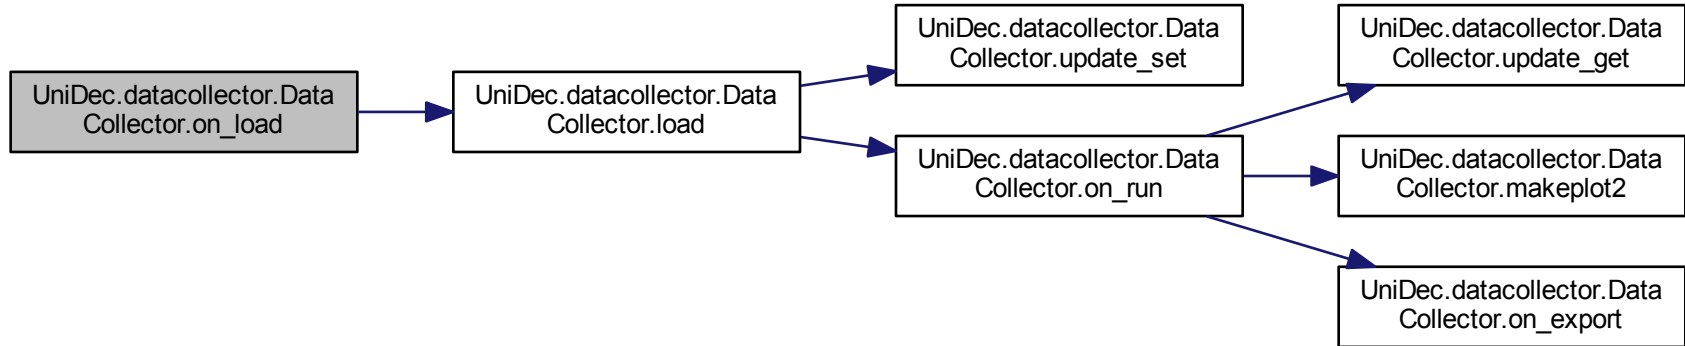 UniDec.datacollector.Data
Collector.on_load
UniDec.datacollector.Data
Collector.load
UniDec.datacollector.Data
Collector.update_set
UniDec.datacollector.Data
Collector.on_run
UniDec.datacollector.Data
Collector.update_get
UniDec.datacollector.Data
Collector.makeplot2
UniDec.datacollector.Data
Collector.on_export